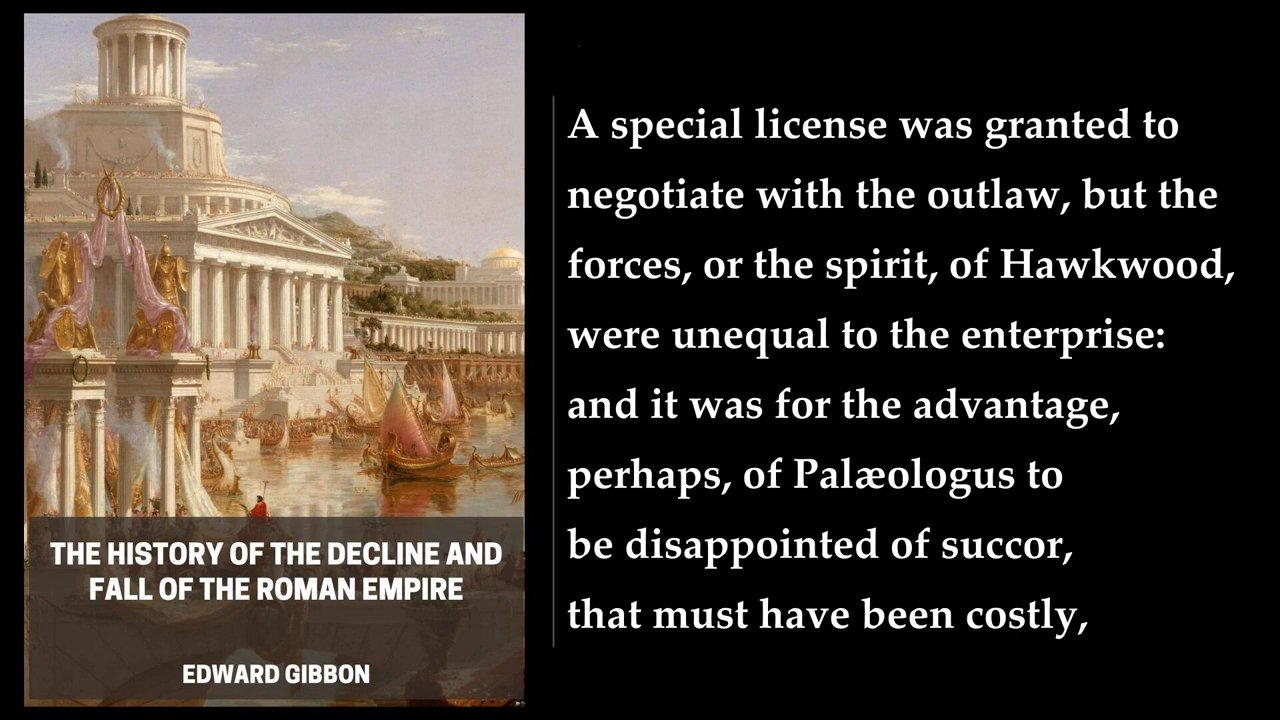 THE HISTORY OF THE DECLINE AND
FALL OF THE ROMAN EMPIRE
EDWARD GIBBON
A special license was granted to
negotiate with the outlaw, but the
forces, or the spirit, of Hawkwood,
were unequal to the enterprise:
and it was for the advantage,
perhaps, of Palæologus to
be disappointed of succor,
that must have been costly,